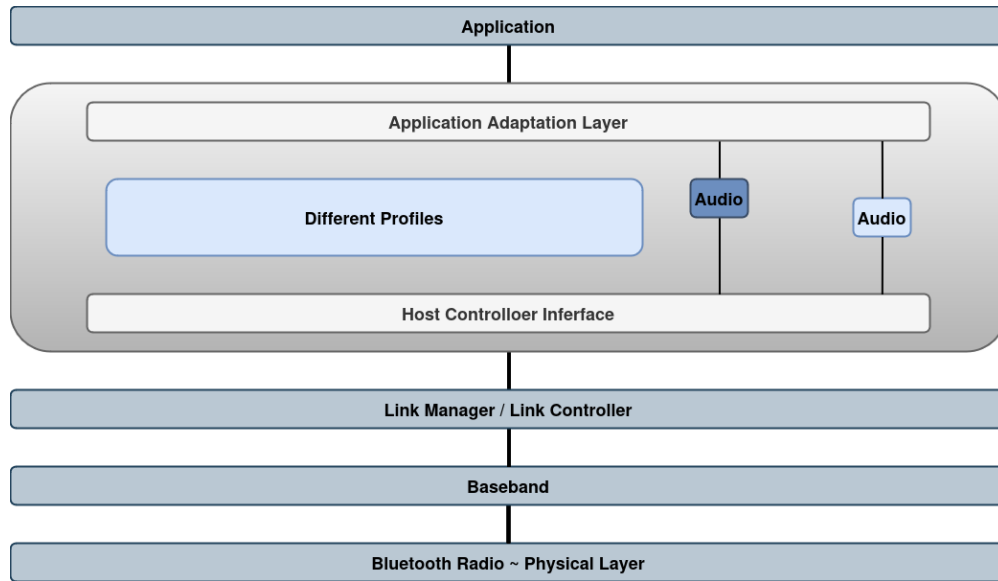 Application
Application Adaptation Layer
Different Profiles
Audio
Audio
Host Controlloer Inferface
Link Manager / Link Controller
Baseband
Bluetooth Radio ~ Physical Layer